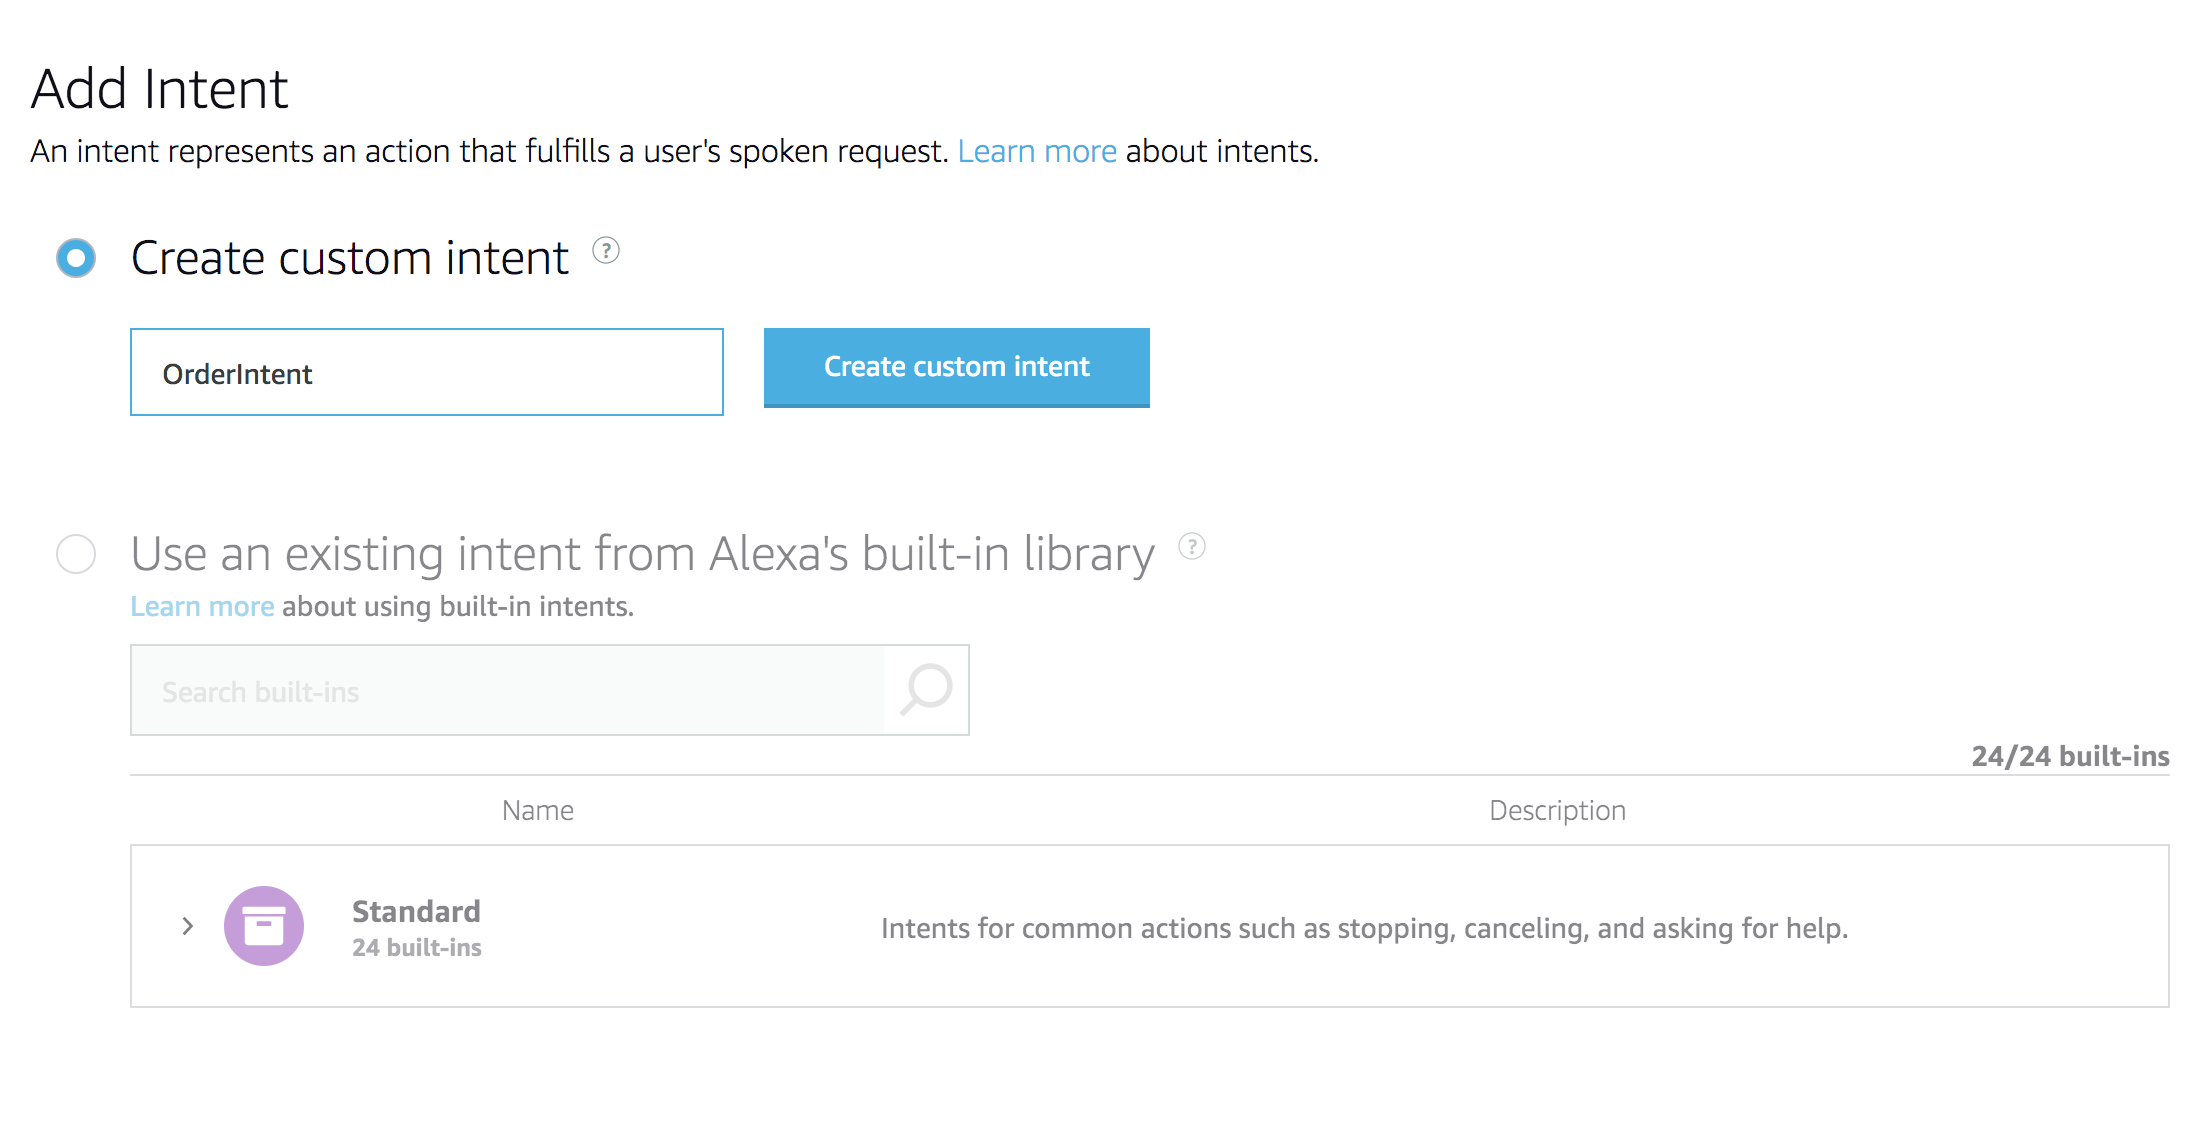 Add Intent
An intent represents an action that fulfills a user's spoken request. Learn more about intents.
Create custom intent ?
OrderIntent
Create custom intent
Use an existing intent from Alexa's built-in library ?
Learn more about using built-in intents.
Search built-ins
24/24 built-ins
Name Description
Standard
24 built-ins
Intents for common actions such as stopping, canceling, and asking for help.